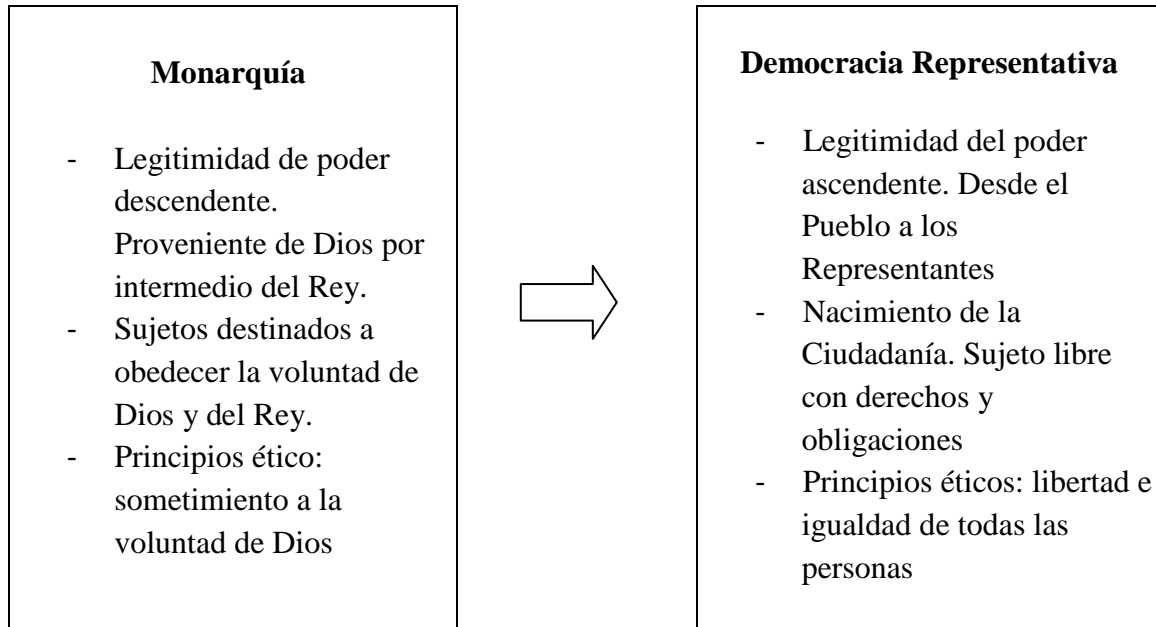 Monarquía
- Legitimidad de poder
descendente.
Proveniente de Dios por
intermedio del Rey.
- Sujetos destinados a
obedecer la voluntad de
Dios y del Rey.
- Principios ético:
sometimiento a la
voluntad de Dios
Democracia Representativa
- Legitimidad del poder
ascendente. Desde el
Pueblo a los
Representantes
- Nacimiento de la
Ciudadanía. Sujeto libre
con derechos y
obligaciones
- Principios éticos: libertad e
igualdad de todas las
personas